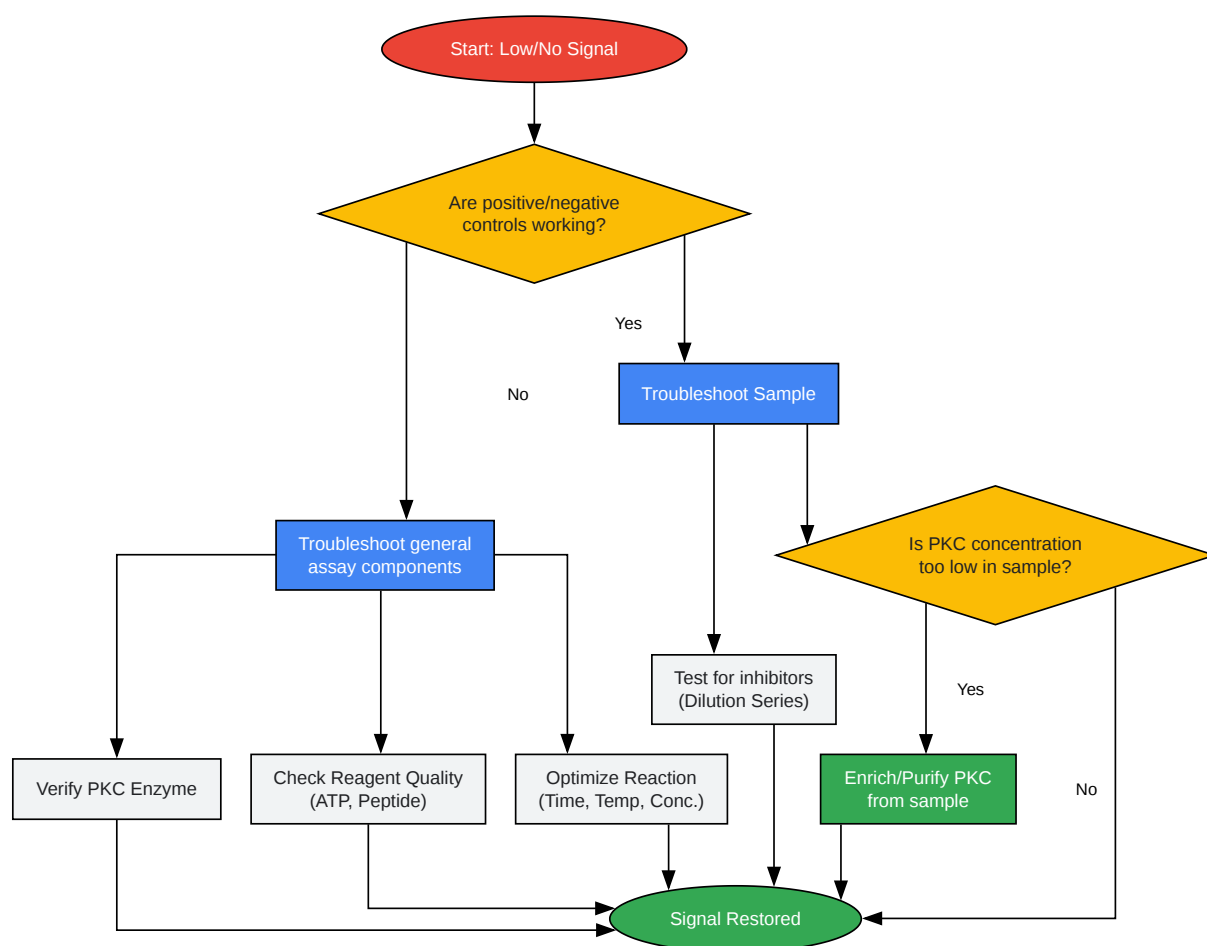 Start: Low/No Signal
Are positive/negative
controls working?
Yes
No
Troubleshoot Sample
Troubleshoot general
assay components
Is PKC concentration
too low in sample?
Test for inhibitors
(Dilution Series)
Yes
No
Verify PKC Enzyme
Check Reagent Quality
(ATP, Peptide)
Optimize Reaction
(Time, Temp, Conc.)
Enrich/Purify PKC
from sample
Signal Restored